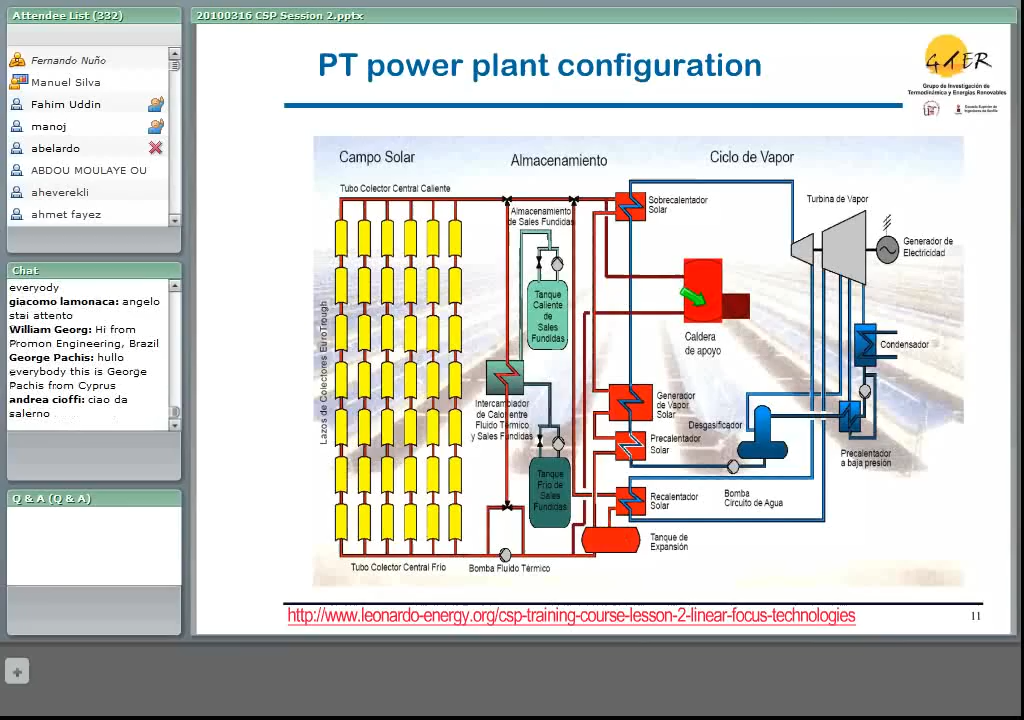 Attendee List (332)
Fernando Nuño
Manuel Silva
Fahim Uddin
manoj
abelardo
ABDOU MOULAYE OU
aheverekli
ahmet fayez
Chat
everyody
giacomo lamonaca: angelo
stai attento
William Georg: Hi from
Promon Engineering, Brazil
George Pachis: hullo
everybody this is George
Pachis from Cyprus
andrea cioffi: ciao da
salerno
Q & A (Q & A)
20100316 CSP Session 2.pptx
PT power plant configuration
GTER
Grupo de Investigación de
Termodinámica y Energías Renovables
Campo Solar
Almacenamiento
Ciclo de Vapor
Tubo Colector Central Caliente
Almacenamiento
de Sales Fundidas
Sobrecalentador
Solar
Turbina de Vapor
Generador de
Electricidad
Tanque
Caliente
de
Sales
Fundidas
Caldera
de apoyo
Condensador
Lazos de Colectores EuroTrough
Intercambiador
de Calor entre
Fluido Térmico
y Sales Fundidas
Generador
de Vapor
Solar
Desgasificador
Precalentador
Solar
Precalentador
a baja presión
Tanque
Frío de
Sales
Fundidas
Recalentador
Solar
Bomba
Circuito de Agua
Tanque de
Expansión
Tubo Colector Central Frío
Bomba Fluido Térmico
http://www.leonardo-energy.org/csp-training-course-lesson-2-linear-focus-technologies
11